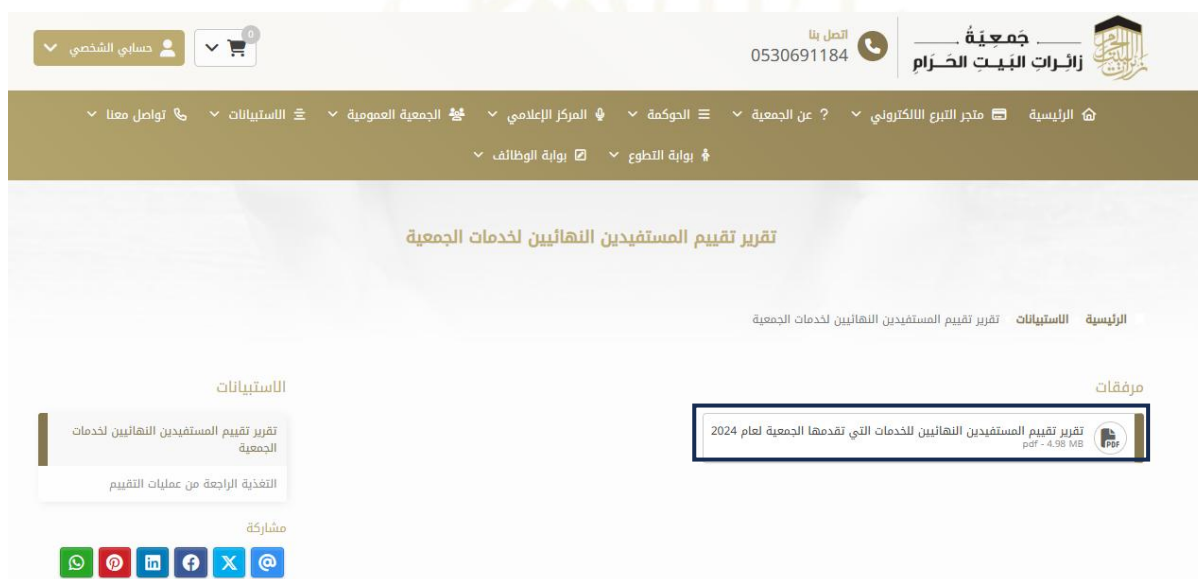 جَمعِيَةُ
زائِراتِ البَيتِ الحَرامِ
اتصل بنا
0530691184
0
حسابي الشخصي
الرئيسية
متجر التبرع الالكتروني
عن الجمعية
الحوكمة
المركز الإعلامي
الجمعية العمومية
الاستبيانات
تواصل معنا
بوابة التطوع
بوابة الوظائف
تقرير تقييم المستفيدين النهائيين لخدمات الجمعية
الرئيسية الاستبيانات تقرير تقييم المستفيدين النهائيين لخدمات الجمعية
مرفقات
PDF
تقرير تقييم المستفيدين النهائيين للخدمات التي تقدمها الجمعية لعام 2024
pdf - 4.98 MB
الاستبيانات
تقرير تقييم المستفيدين النهائيين لخدمات
الجمعية
التغذية الراجعة من عمليات التقييم
مشاركة